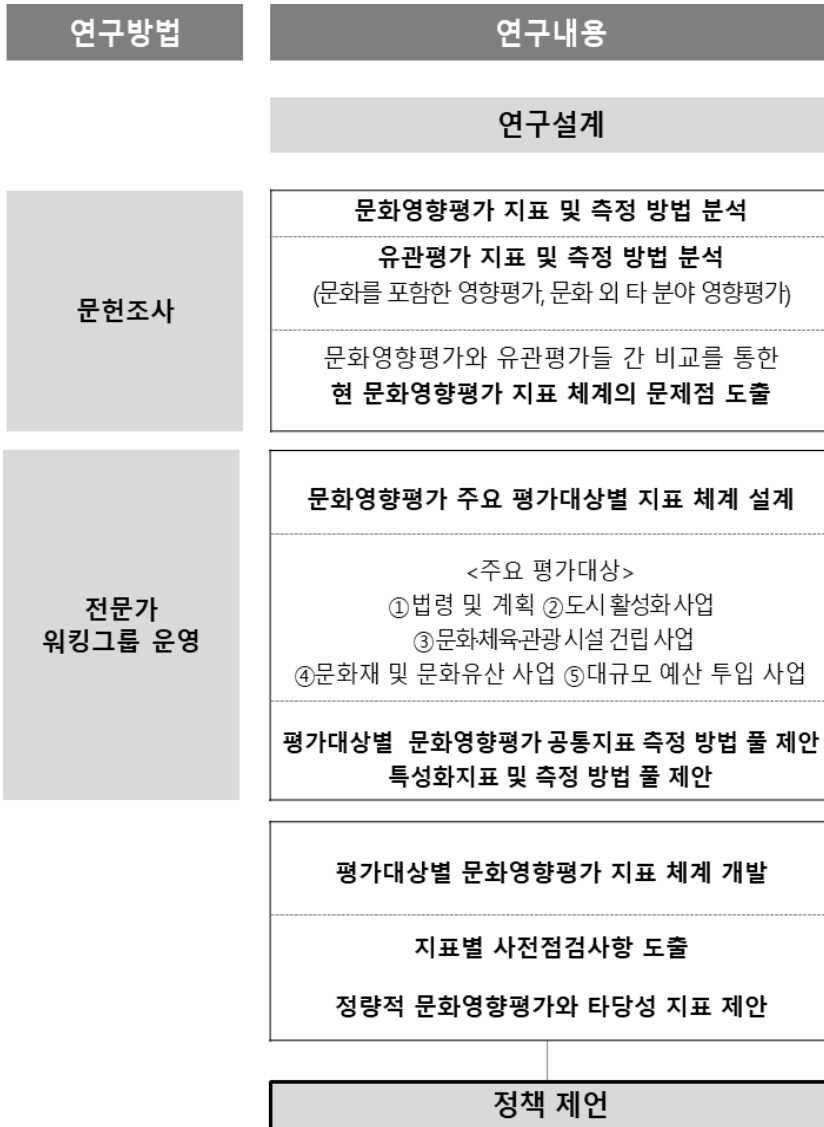 연구방법
연구내용
연구설계
문헌조사
문화영향평가 지표 및 측정 방법 분석
유관평가 지표 및 측정 방법 분석
(문화를 포함한 영향평가, 문화 외 타 분야 영향평가)
문화영향평가와 유관평가들 간 비교를 통한
현 문화영향평가 지표 체계의 문제점 도출
전문가
워킹그룹 운영
문화영향평가 주요 평가대상별 지표 체계 설계
<주요 평가대상>
①법령 및 계획 ②도시 활성화 사업
③문화·체육·관광 시설 건립 사업
④문화재 및 문화유산 사업 ⑤대규모 예산 투입 사업
평가대상별 문화영향평가 공통지표 측정 방법 풀 제안
특성화지표 및 측정 방법 풀 제안
평가대상별 문화영향평가 지표 체계 개발
지표별 사전점검사항 도출
정량적 문화영향평가와 타당성 지표 제안
정책 제언